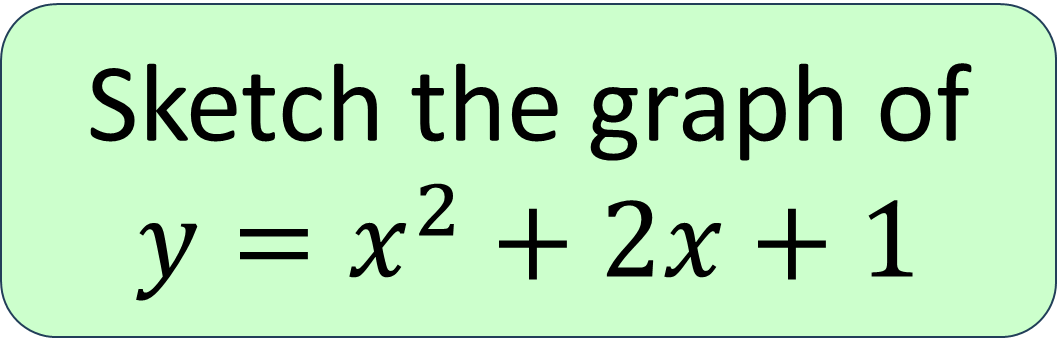 Sketch the graph of
𝑦 = 𝑥² + 2𝑥 + 1